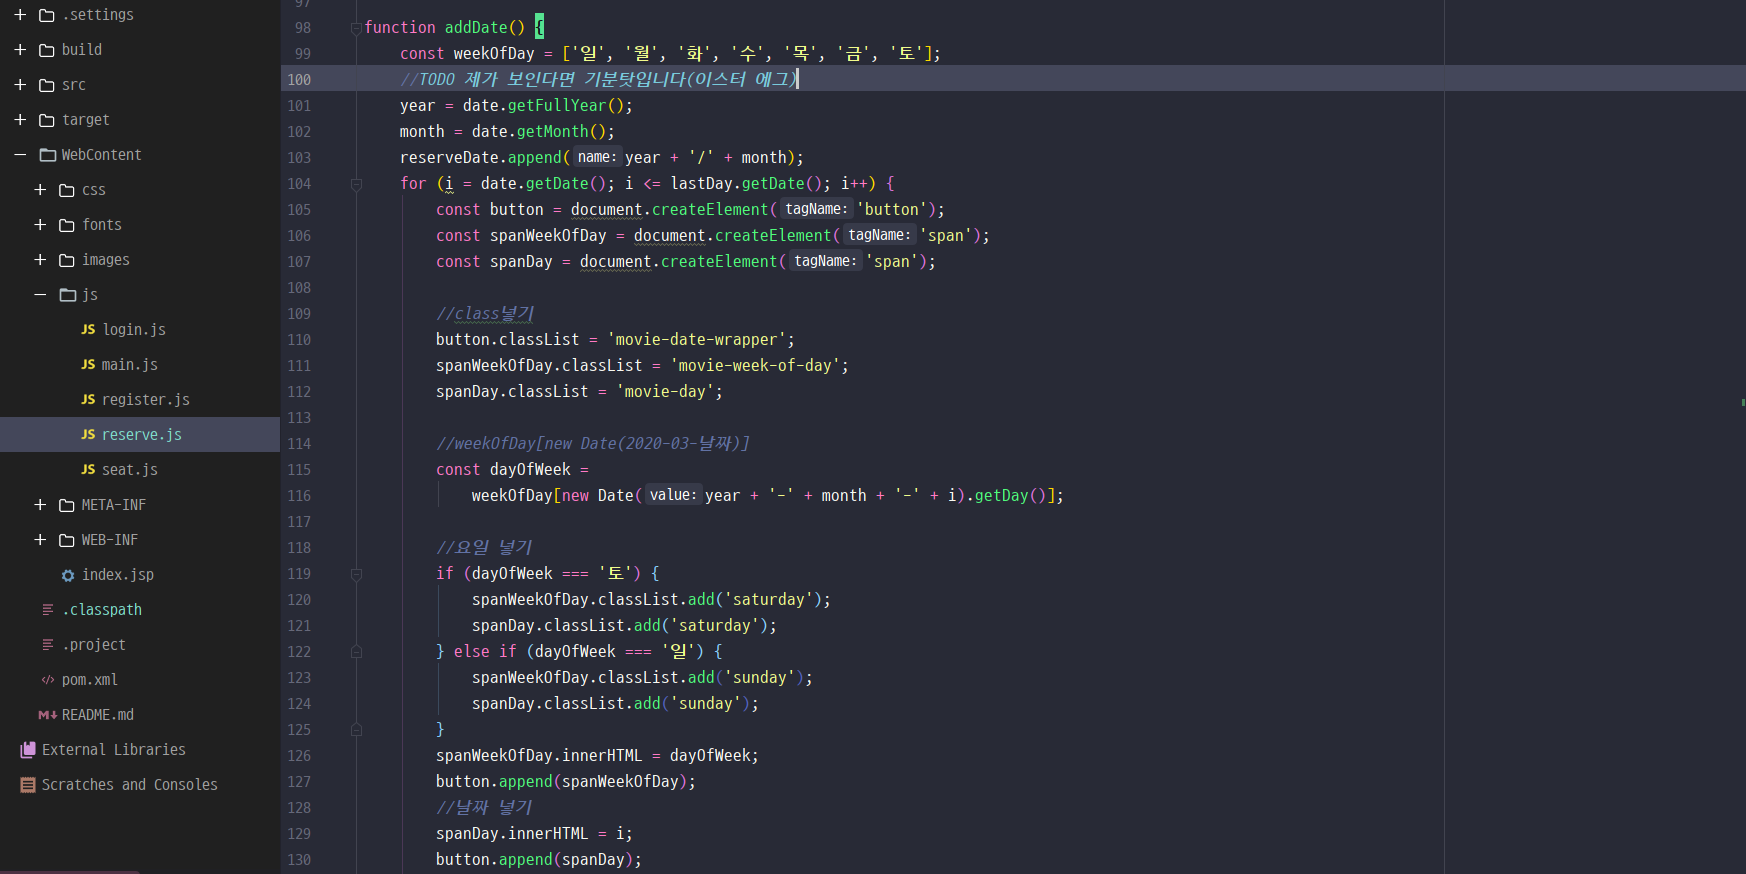 .settings
build
src
target
WebContent
css
fonts
images
js
JS login.js
JS main.js
JS register.js
JS reserve.js
JS seat.js
META-INF
WEB-INF
index.jsp
.classpath
.project
</> pom.xml
M↓ README.md
External Libraries
Scratches and Consoles
97
98 function addDate() {
99 const weekOfDay = ['일', '월', '화', '수', '목', '금', '토'];
100 //TODO 제가 보인다면 기분탓입니다(이스터 에그)
101 year = date.getFullYear();
102 month = date.getMonth();
103 reserveDate.append( name: year + '/' + month);
104 for (i = date.getDate(); i <= lastDay.getDate(); i++) {
105 const button = document.createElement( tagName: 'button');
106 const spanWeekOfDay = document.createElement( tagName: 'span');
107 const spanDay = document.createElement( tagName: 'span');
108
109 //class넣기
110 button.classList = 'movie-date-wrapper';
111 spanWeekOfDay.classList = 'movie-week-of-day';
112 spanDay.classList = 'movie-day';
113
114 //weekOfDay[new Date(2020-03-날짜)]
115 const dayOfWeek =
116 weekOfDay[new Date( value: year + '-' + month + '-' + i).getDay()];
117
118 //요일 넣기
119 if (dayOfWeek === '토') {
120 spanWeekOfDay.classList.add('saturday');
121 spanDay.classList.add('saturday');
122 } else if (dayOfWeek === '일') {
123 spanWeekOfDay.classList.add('sunday');
124 spanDay.classList.add('sunday');
125 }
126 spanWeekOfDay.innerHTML = dayOfWeek;
127 button.append(spanWeekOfDay);
128 //날짜 넣기
129 spanDay.innerHTML = i;
130 button.append(spanDay);